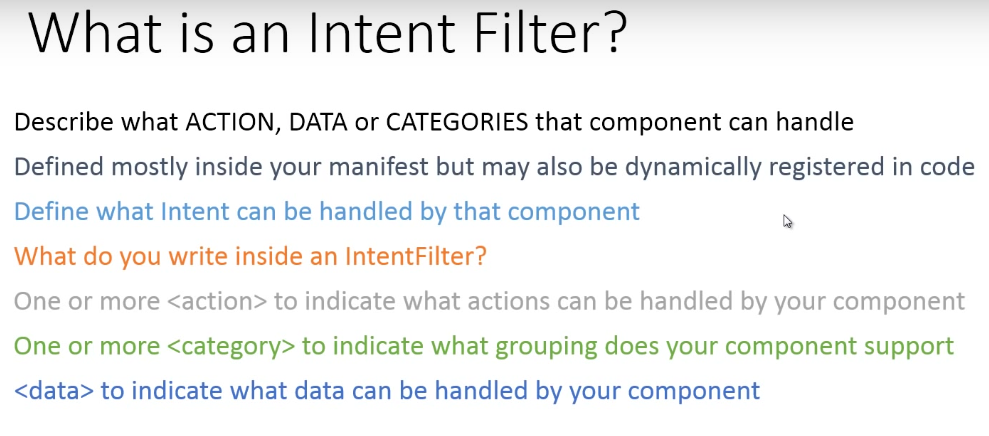 What is an Intent Filter?
Describe what ACTION, DATA or CATEGORIES that component can handle
Defined mostly inside your manifest but may also be dynamically registered in code
Define what Intent can be handled by that component
What do you write inside an IntentFilter?
One or more <action> to indicate what actions can be handled by your component
One or more <category> to indicate what grouping does your component support
<data> to indicate what data can be handled by your component